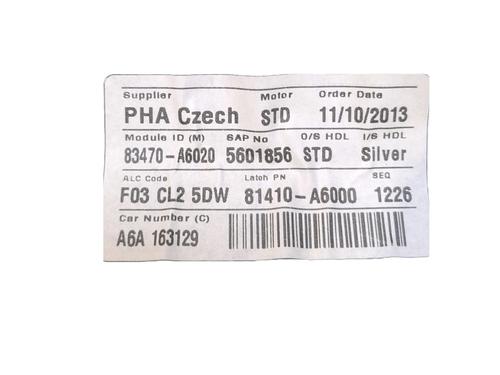 Supplier Motor Order Date
PHA Czech STD 11/10/2013
Module ID (M) SAP No O/S HDL I/S HDL
83470-A6020 5601856 STD Silver
ALC Code Latch PN SEQ
F03 CL2 5DW 81410-A6000 1226
Car Number (C)
A6A 163129